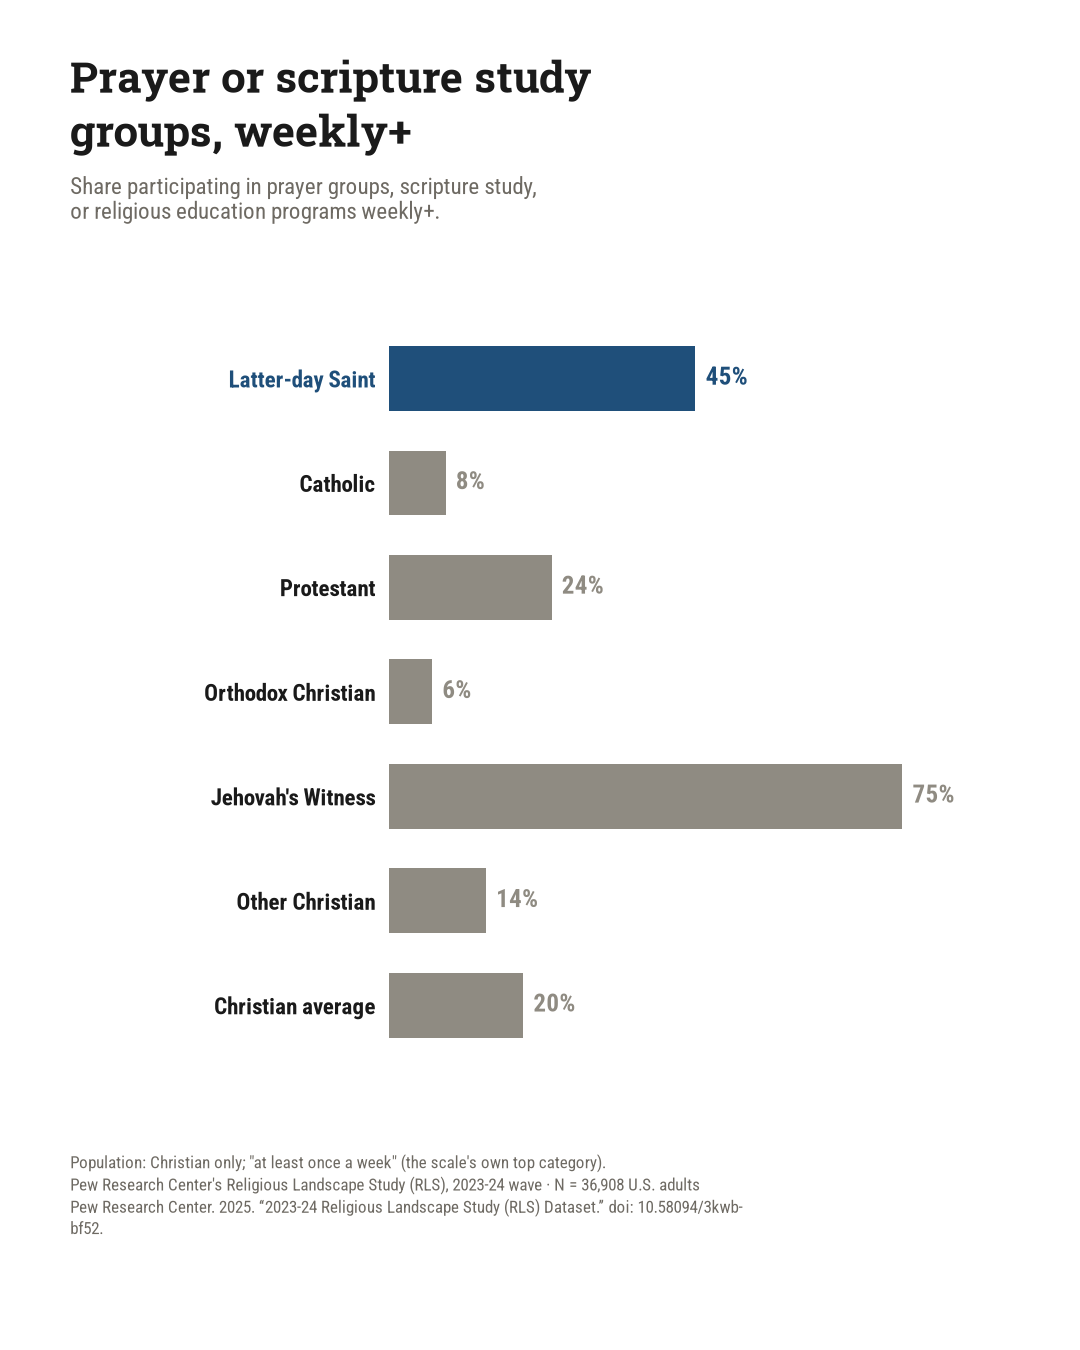 Prayer or scripture study
groups, weekly+
Share participating in prayer groups, scripture study,
or religious education programs weekly+.
Latter-day Saint 45%
Catholic 8%
Protestant 24%
Orthodox Christian 6%
Jehovah's Witness 75%
Other Christian 14%
Christian average 20%
Population: Christian only; "at least once a week" (the scale's own top category).
Pew Research Center's Religious Landscape Study (RLS), 2023-24 wave · N = 36,908 U.S. adults
Pew Research Center. 2025. “2023-24 Religious Landscape Study (RLS) Dataset.” doi: 10.58094/3kwb-
bf52.